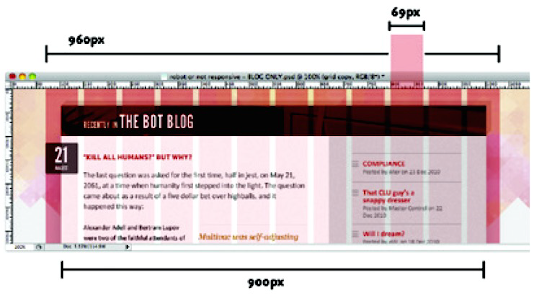 69px
960px
robot or not responsive – BLOG ONLY.psd @ 100% (grid copy, RGB/8*) *
RECENTLY IN THE BOT BLOG
21
"KILL ALL HUMANS?" BUT WHY?
The last question was asked for the first time, half in jest, on May 21,
2061, at a time when humanity first stepped into the light. The question
came about as a result of a five dollar bet over highballs, and it
happened this way:
Alexander Adell and Bertram Lupov
were two of the faithful attendants of
Multivac was self-adjusting
COMPLIANCE
Posted by on 23 Dec 2010
That CLU guy's a
snappy dresser
Posted by Master Control on 22
Dec 2010
Will I dream?
900px